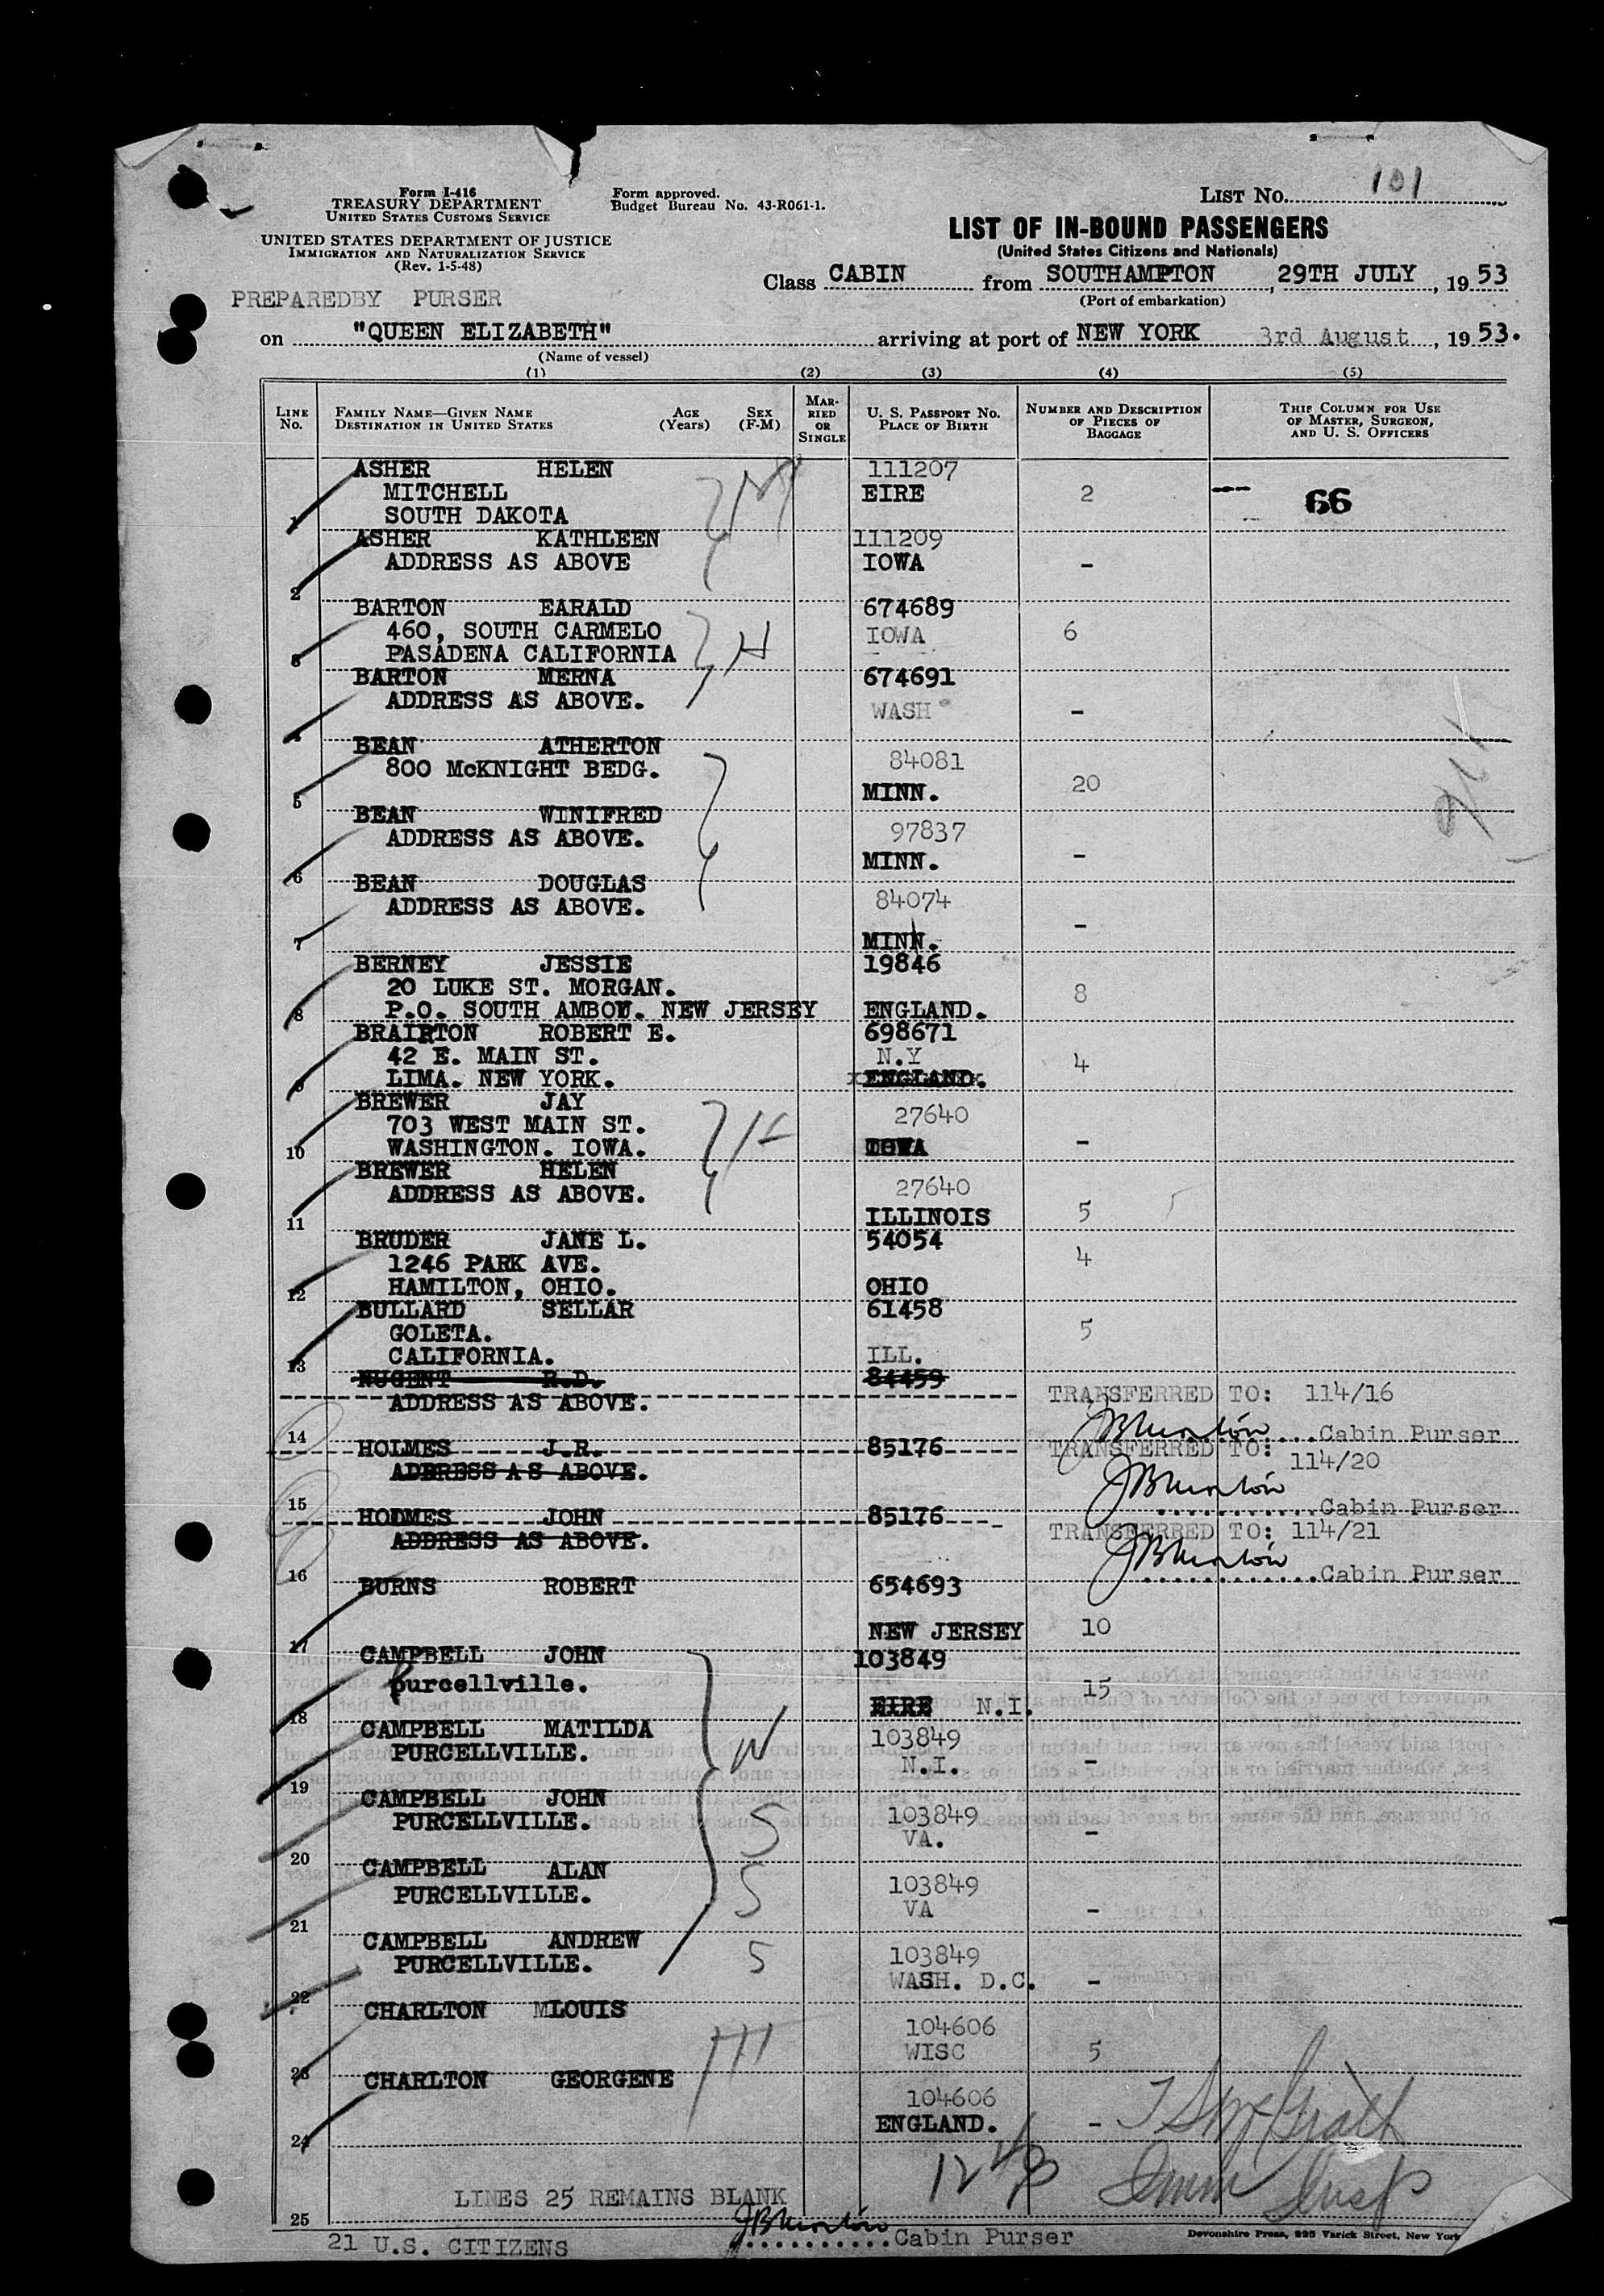 LIST No. 101
Form I-416
TREASURY DEPARTMENT
UNITED STATES CUSTOMS SERVICE
Form approved.
Budget Bureau No. 43-R061-1.
UNITED STATES DEPARTMENT OF JUSTICE
IMMIGRATION AND NATURALIZATION SERVICE
(Rev. 1-5-48)
LIST OF IN-BOUND PASSENGERS
(United States Citizens and Nationals)
Class CABIN from SOUTHAMPTON, 29TH JULY, 1953
(Port of embarkation)
PREPAREDBY PURSER
on "QUEEN ELIZABETH" arriving at port of NEW YORK 3rd August, 1953.
(Name of vessel)
(1) (2) (3) (4) (5)
LINE No. FAMILY NAME—GIVEN NAME DESTINATION IN UNITED STATES AGE (Years) SEX (F-M) MARRIED OR SINGLE U. S. PASSPORT No. PLACE OF BIRTH NUMBER AND DESCRIPTION OF PIECES OF BAGGAGE THIS COLUMN FOR USE OF MASTER, SURGEON, AND U. S. OFFICERS
ASHER HELEN 111207
MITCHELL EIRE 2 66
1 SOUTH DAKOTA
ASHER KATHLEEN 111209
ADDRESS AS ABOVE IOWA -
2
BARTON EARALD 674689
460, SOUTH CARMELO IOWA 6
3 PASADENA CALIFORNIA
BARTON MERNA 674691
ADDRESS AS ABOVE. WASH -
4
BEAN ATHERTON 84081
800 McKNIGHT BEDG.
5 MINN. 20
BEAN WINIFRED 97837
ADDRESS AS ABOVE.
6 MINN. -
BEAN DOUGLAS 84074
ADDRESS AS ABOVE. -
7 MINN.
BERNEY JESSIE 19846
20 LUKE ST. MORGAN. 8
8 P.O. SOUTH AMBOU. NEW JERSEY ENGLAND.
BRAIRTON ROBERT E. 698671
42 E. MAIN ST. N.Y 4
9 LIMA. NEW YORK. ENGLAND.
BREWER JAY 27640
703 WEST MAIN ST.
10 WASHINGTON. IOWA. IOWA -
BREWER HELEN 27640
ADDRESS AS ABOVE.
11 ILLINOIS 5
BRUDER JANE L. 54054
1246 PARK AVE. 4
12 HAMILTON, OHIO. OHIO
BULLARD SELLAR 61458
GOLETA. 5
13 CALIFORNIA. ILL.
NUGENT R.D. 84459
ADDRESS AS ABOVE. TRANSFERRED TO: 114/16
14 Cabin Purser
HOLMES J.R. 85176 TRANSFERRED TO: 114/20
ADDRESS AS ABOVE.
15 Cabin Purser
HODMES JOHN 85176 TRANSFERRED TO: 114/21
ADDRESS AS ABOVE.
16 Cabin Purser
BURNS ROBERT 654693
17 NEW JERSEY 10
CAMPBELL JOHN 103849
purcellville.
18 EIRE N.I. 15
CAMPBELL MATILDA 103849
PURCELLVILLE. N.I. -
19
CAMPBELL JOHN 103849
PURCELLVILLE. VA. -
20
CAMPBELL ALAN 103849
PURCELLVILLE. VA -
21
CAMPBELL ANDREW 103849
PURCELLVILLE. WASH. D.C. -
22
CHARLTON MLOUIS 104606
23 WISC 5
CHARLTON GEORGENE 104606
24 ENGLAND. -
LINES 25 REMAINS BLANK
25
21 U.S. CITIZENS Cabin Purser
Devonshire Press, 225 Varick Street, New York